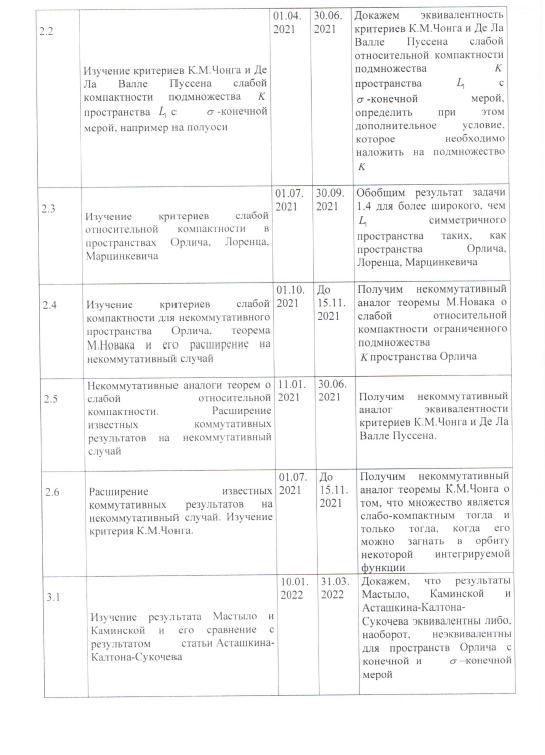 2.2
Изучение критериев К.М.Чонга и Де
Ла Валле Пуссена слабой
компактности подмножества K
пространства L₁ с σ -конечной
мерой, например на полуоси
01.04.
2021
30.06.
2021
Докажем эквивалентность
критериев К.М.Чонга и Де Ла
Валле Пуссена слабой
относительной компактности
подмножества K
пространства L₁ с
σ -конечной мерой,
определить при этом
дополнительное условие,
которое необходимо
наложить на подмножество
K
2.3
Изучение критериев слабой
относительной компактности в
пространствах Орлича, Лоренца,
Марцинкевича
01.07.
2021
30.09.
2021
Обобщим результат задачи
1.4 для более широкого, чем
L₁ симметричного
пространства таких, как
пространства Орлича,
Лоренца, Марцинкевича
2.4
Изучение критериев слабой
компактности для некоммутативного
пространства Орлича, теорема
М.Новака и его расширение на
некоммутативный случай
01.10.
2021
До
15.11.
2021
Получим некоммутативный
аналог теоремы М.Новака о
слабой относительной
компактности ограниченного
подмножества
K пространства Орлича
2.5
Некоммутативные аналоги теорем о
слабой относительной
компактности. Расширение
известных коммутативных
результатов на некоммутативный
случай
11.01.
2021
30.06.
2021
Получим некоммутативный
аналог эквивалентности
критериев К.М.Чонга и Де Ла
Валле Пуссена.
2.6
Расширение известных
коммутативных результатов на
некоммутативный случай. Изучение
критерия К.М.Чонга.
01.07.
2021
До
15.11.
2021
Получим некоммутативный
аналог теоремы К.М.Чонга о
том, что множество является
слабо-компактным тогда и
только тогда, когда его
можно загнать в орбиту
некоторой интегрируемой
функции
3.1
Изучение результата Мастыло и
Каминской и его сравнение с
результатом статьи Асташкина-
Калтона-Сукочева
10.01.
2022
31.03.
2022
Докажем, что результаты
Мастыло, Каминской и
Асташкина-Калтона-
Сукочева эквивалентны либо,
наоборот, неэквивалентны
для пространств Орлича с
конечной и σ –конечной
мерой